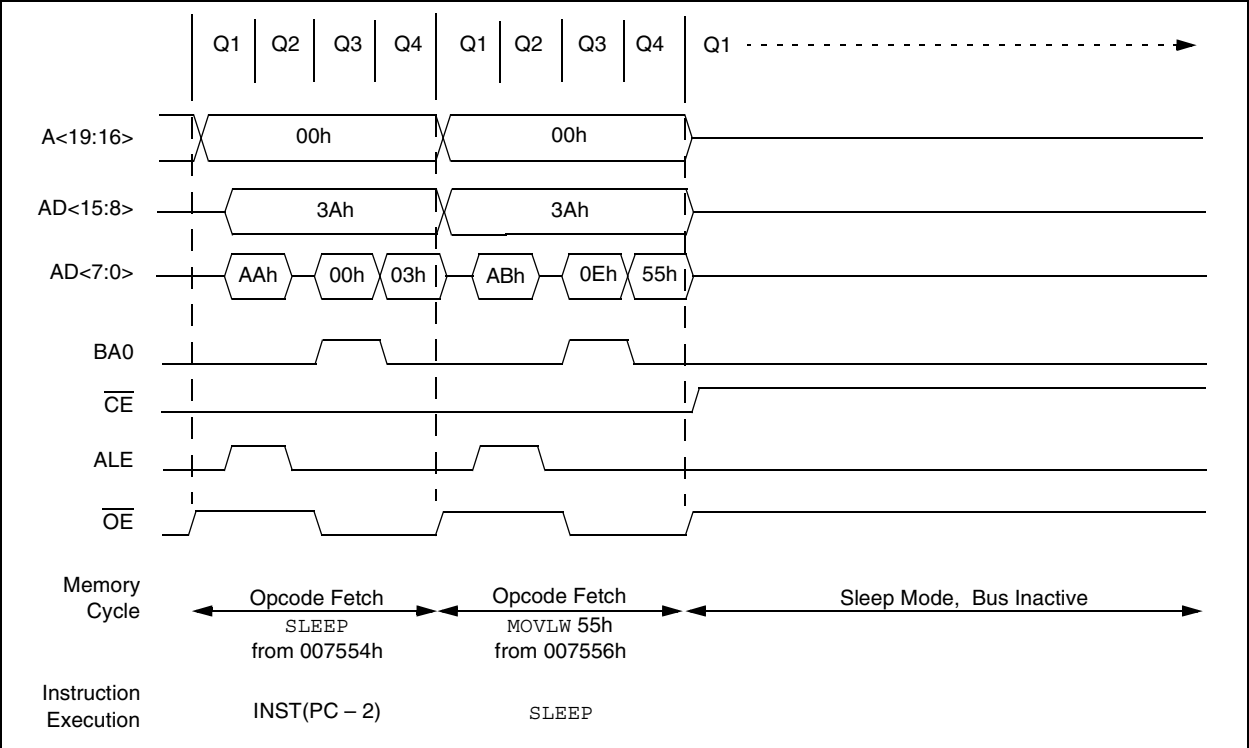 Q1 Q2 Q3 Q4 Q1 Q2 Q3 Q4 Q1
A<19:16> 00h 00h
AD<15:8> 3Ah 3Ah
AD<7:0> AAh 00h 03h ABh 0Eh 55h
BA0
CE
ALE
OE
Memory
Cycle
Opcode Fetch
SLEEP
from 007554h
Opcode Fetch
MOVLW 55h
from 007556h
Sleep Mode, Bus Inactive
Instruction
Execution
INST(PC – 2)
SLEEP